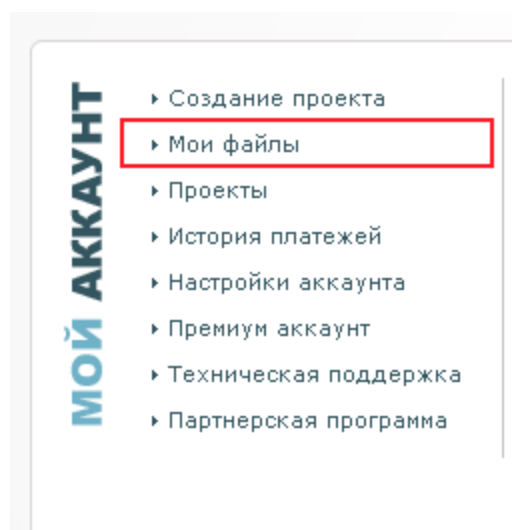 МОЙ АККАУНТ
Создание проекта
Мои файлы
Проекты
История платежей
Настройки аккаунта
Премиум аккаунт
Техническая поддержка
Партнерская программа